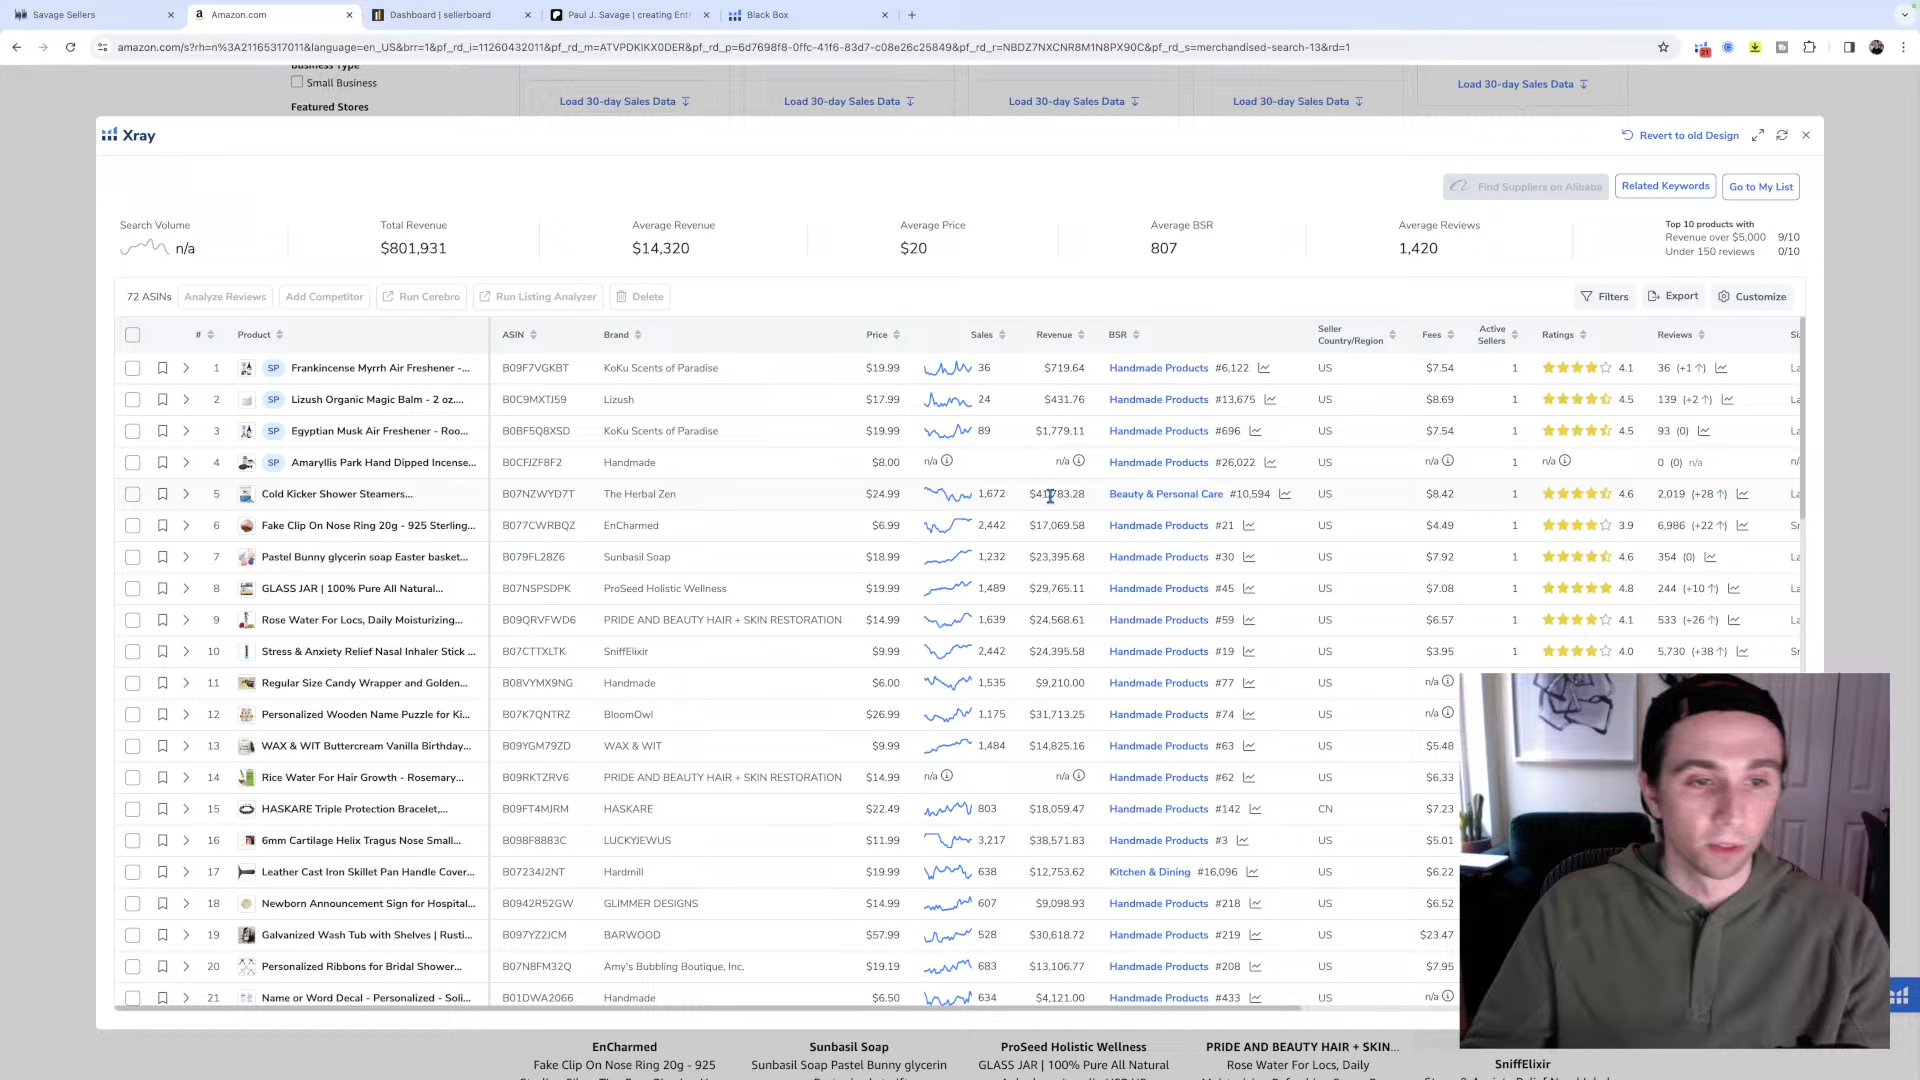 Savage Sellers
Amazon.com
Dashboard | sellerboard
Paul J. Savage | creating Entr
Black Box
amazon.com/s?rh=n%3A21165317011&language=en_US&brr=1&pf_rd_i=11260432011&pf_rd_m=ATVPDKIKX0DER&pf_rd_p=6d7698f8-0ffc-41f6-83d7-c08e26c25849&pf_rd_r=NBDZ7NXCNR8M1N8PX90C&pf_rd_s=merchandised-search-13&rd=1
Business Type
Small Business
Featured Stores
Load 30-day Sales Data
Load 30-day Sales Data
Load 30-day Sales Data
Load 30-day Sales Data
Load 30-day Sales Data
Xray
Revert to old Design
Find Suppliers on Alibaba
Related Keywords
Go to My List
Search Volume
n/a
Total Revenue
$801,931
Average Revenue
$14,320
Average Price
$20
Average BSR
807
Average Reviews
1,420
Top 10 products with
Revenue over $5,000 9/10
Under 150 reviews 0/10
72 ASINs Analyze Reviews Add Competitor Run Cerebro Run Listing Analyzer Delete Filters Export Customize
# Product ASIN Brand Price Sales Revenue BSR Seller Country/Region Fees Active Sellers Ratings Reviews Si
1 SP Frankincense Myrrh Air Freshener -... B09F7VGKBT KoKu Scents of Paradise $19.99 36 $719.64 Handmade Products #6,122 US $7.54 1 4.1 36 (+1 ↑) La
2 SP Lizush Organic Magic Balm - 2 oz.... B0C9MXTJ59 Lizush $17.99 24 $431.76 Handmade Products #13,675 US $8.69 1 4.5 139 (+2 ↑) La
3 SP Egyptian Musk Air Freshener - Roo... B0BF5Q8XSD KoKu Scents of Paradise $19.99 89 $1,779.11 Handmade Products #696 US $7.54 1 4.5 93 (0) La
4 SP Amaryllis Park Hand Dipped Incense... B0CFJZF8F2 Handmade $8.00 n/a n/a Handmade Products #26,022 US n/a 1 n/a 0 (0) n/a n/
5 Cold Kicker Shower Steamers... B07NZWYD7T The Herbal Zen $24.99 1,672 $41,783.28 Beauty & Personal Care #10,594 US $8.42 1 4.6 2,019 (+28 ↑) La
6 Fake Clip On Nose Ring 20g - 925 Sterling... B077CWRBQZ EnCharmed $6.99 2,442 $17,069.58 Handmade Products #21 US $4.49 1 3.9 6,986 (+22 ↑) Sr
7 Pastel Bunny glycerin soap Easter basket... B079FL28Z6 Sunbasil Soap $18.99 1,232 $23,395.68 Handmade Products #30 US $7.92 1 4.6 354 (0) La
8 GLASS JAR | 100% Pure All Natural... B07NSPSDPK ProSeed Holistic Wellness $19.99 1,489 $29,765.11 Handmade Products #45 US $7.08 1 4.8 244 (+10 ↑) La
9 Rose Water For Locs, Daily Moisturizing... B09QRVFWD6 PRIDE AND BEAUTY HAIR + SKIN RESTORATION $14.99 1,639 $24,568.61 Handmade Products #59 US $6.57 1 4.1 533 (+26 ↑) La
10 Stress & Anxiety Relief Nasal Inhaler Stick ... B07CTTXLTK SniffElixir $9.99 2,442 $24,395.58 Handmade Products #19 US $3.95 1 4.0 5,730 (+38 ↑) Sr
11 Regular Size Candy Wrapper and Golden... B08VYMX9NG Handmade $6.00 1,535 $9,210.00 Handmade Products #77 US n/a
12 Personalized Wooden Name Puzzle for Ki... B07K7QNTRZ BloomOwl $26.99 1,175 $31,713.25 Handmade Products #74 US n/a
13 WAX & WIT Buttercream Vanilla Birthday... B09YGM79ZD WAX & WIT $9.99 1,484 $14,825.16 Handmade Products #63 US $5.48
14 Rice Water For Hair Growth - Rosemary... B09RKTZRV6 PRIDE AND BEAUTY HAIR + SKIN RESTORATION $14.99 n/a n/a Handmade Products #62 US $6.33
15 HASKARE Triple Protection Bracelet,... B09FT4MJRM HASKARE $22.49 803 $18,059.47 Handmade Products #142 CN $7.23
16 6mm Cartilage Helix Tragus Nose Small... B098F8883C LUCKYJEWUS $11.99 3,217 $38,571.83 Handmade Products #3 US $5.01
17 Leather Cast Iron Skillet Pan Handle Cover... B07234J2NT Hardmill $19.99 638 $12,753.62 Kitchen & Dining #16,096 US $6.22
18 Newborn Announcement Sign for Hospital... B0942R52GW GLIMMER DESIGNS $14.99 607 $9,098.93 Handmade Products #218 US $6.52
19 Galvanized Wash Tub with Shelves | Rusti... B097YZ2JCM BARWOOD $57.99 528 $30,618.72 Handmade Products #219 US $23.47
20 Personalized Ribbons for Bridal Shower... B07N8FM32Q Amy's Bubbling Boutique, Inc. $19.19 683 $13,106.77 Handmade Products #208 US $7.95
21 Name or Word Decal - Personalized - Soli... B01DWA2066 Handmade $6.50 634 $4,121.00 Handmade Products #433 US n/a
EnCharmed Sunbasil Soap ProSeed Holistic Wellness PRIDE AND BEAUTY HAIR + SKIN... SniffElixir
Fake Clip On Nose Ring 20g - 925 Sunbasil Soap Pastel Bunny glycerin GLASS JAR | 100% Pure All Natural Rose Water For Locs, Daily